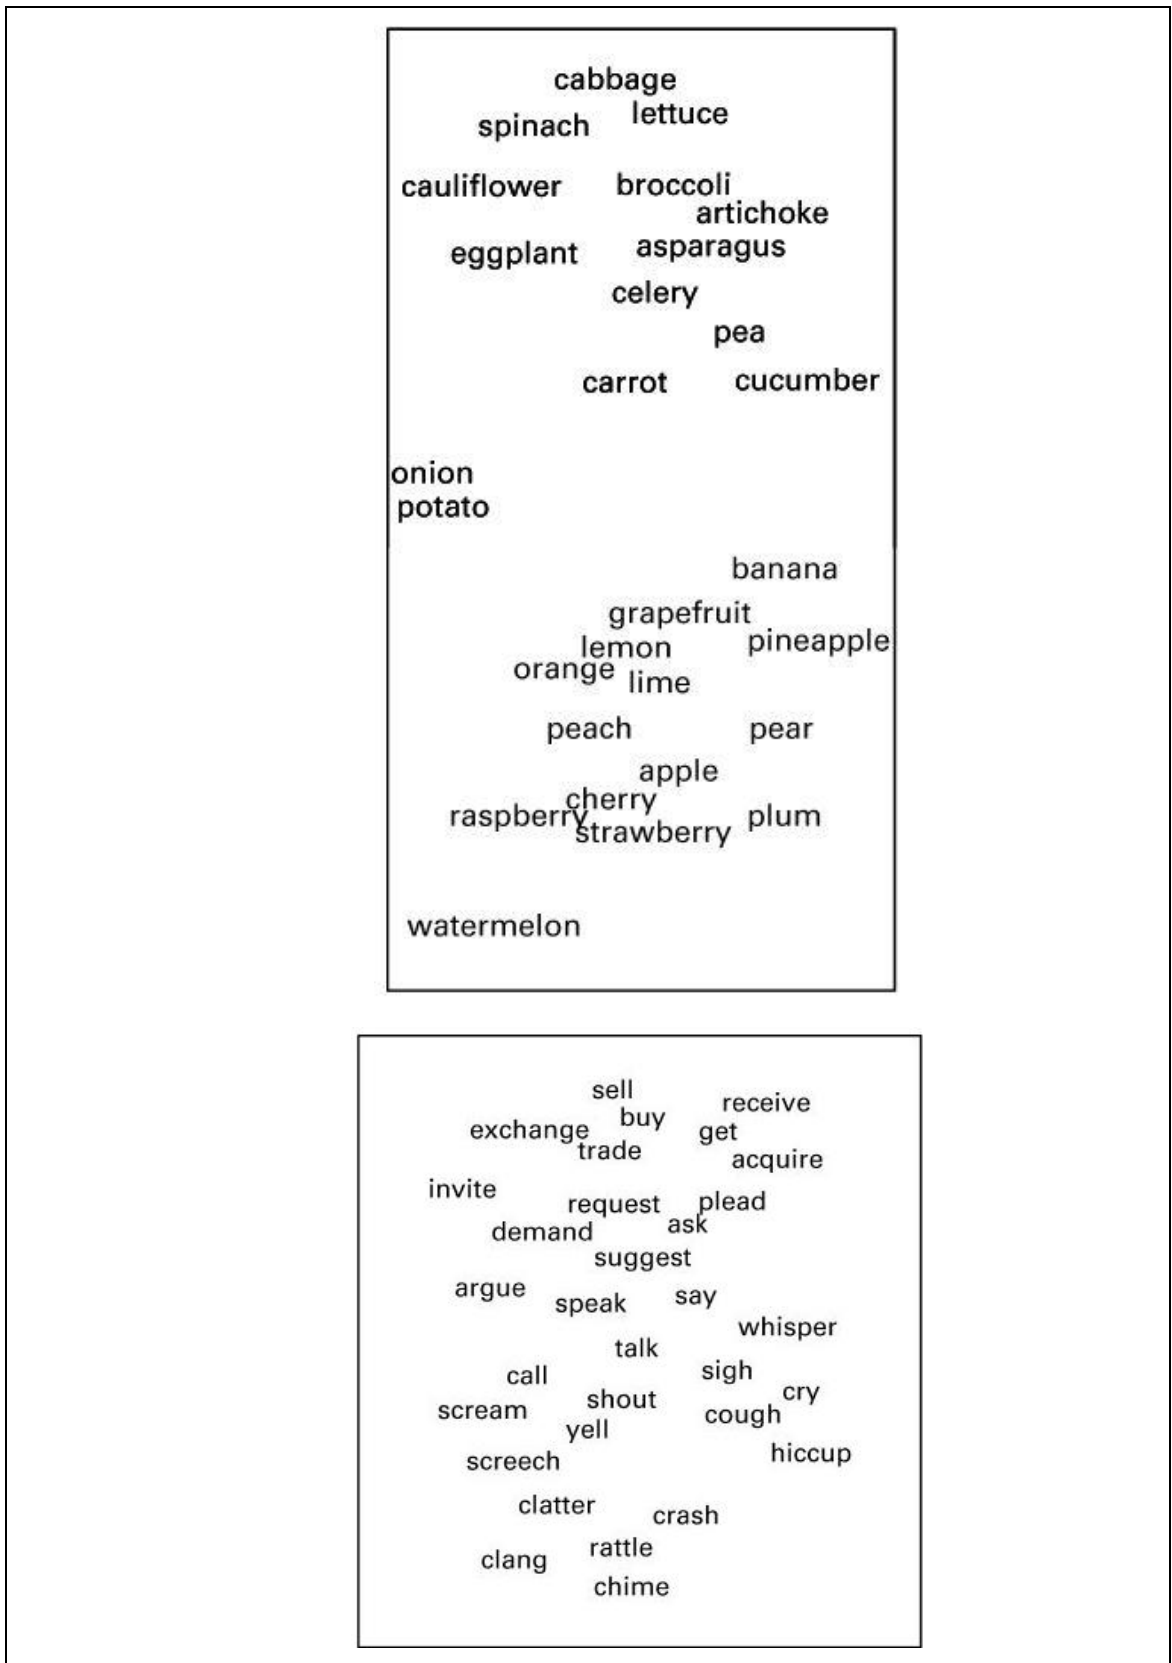 cabbage
lettuce
spinach
cauliflower broccoli
artichoke
eggplant asparagus
celery
pea
carrot cucumber
onion
potato
banana
grapefruit
lemon pineapple
orange lime
peach pear
apple
cherry
raspberry plum
strawberry
watermelon
sell
receive
buy
exchange get
trade
acquire
invite
request plead
demand ask
suggest
argue say
speak
whisper
talk
call sigh
shout cry
scream cough
yell
screech hiccup
clatter
crash
rattle
clang
chime